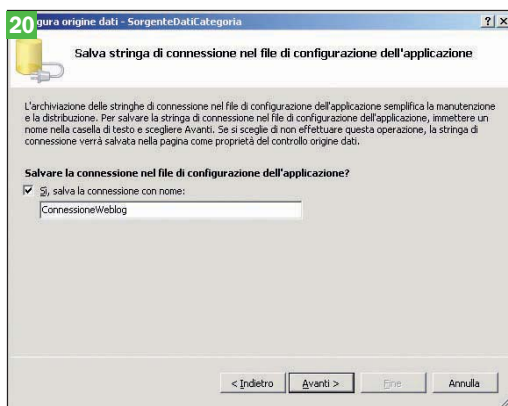 20
gura origine dati - SorgenteDatiCategoria
Salva stringa di connessione nel file di configurazione dell'applicazione
L'archiviazione delle stringhe di connessione nel file di configurazione dell'applicazione semplifica la manutenzione
e la distribuzione. Per salvare la stringa di connessione nel file di configurazione dell'applicazione, immettere un
nome nella casella di testo e scegliere Avanti. Se si sceglie di non effettuare questa operazione, la stringa di
connessione verrà salvata nella pagina come proprietà del controllo origine dati.
Salvare la connessione nel file di configurazione dell'applicazione?
Sì, salva la connessione con nome:
ConnessioneWeblog
< Indietro Avanti > Fine Annulla